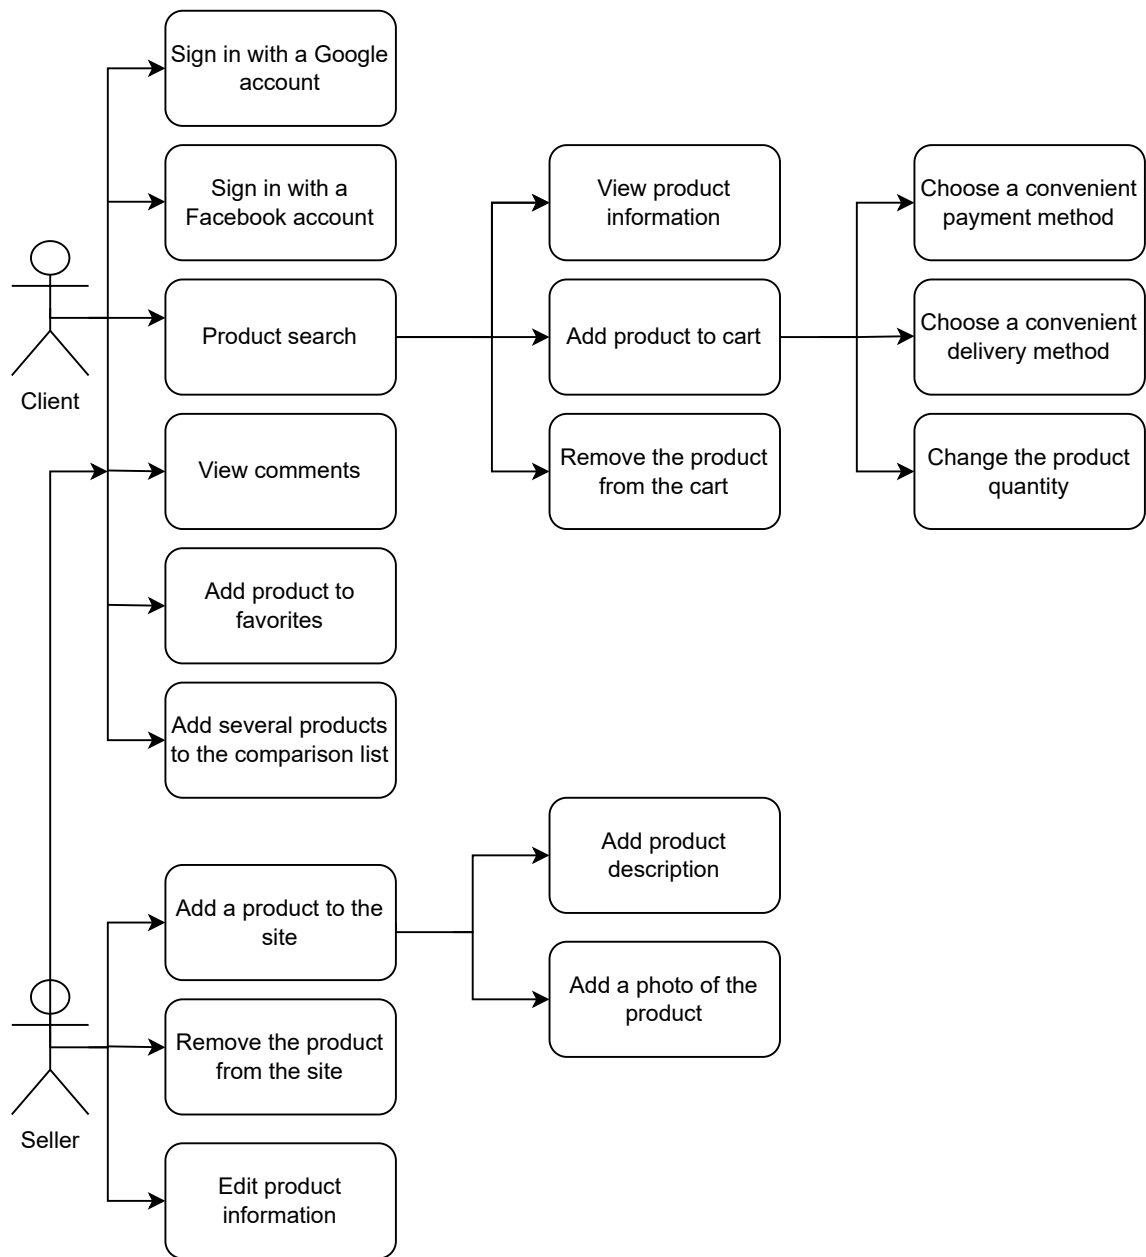 Sign in with a Google
account
Sign in with a
Facebook account
View product
information
Choose a convenient
payment method
Client
Product search
Add product to cart
Choose a convenient
delivery method
View comments
Remove the product
from the cart
Change the product
quantity
Add product to
favorites
Add several products
to the comparison list
Add product
description
Add a product to the
site
Add a photo of the
product
Seller
Remove the product
from the site
Edit product
information